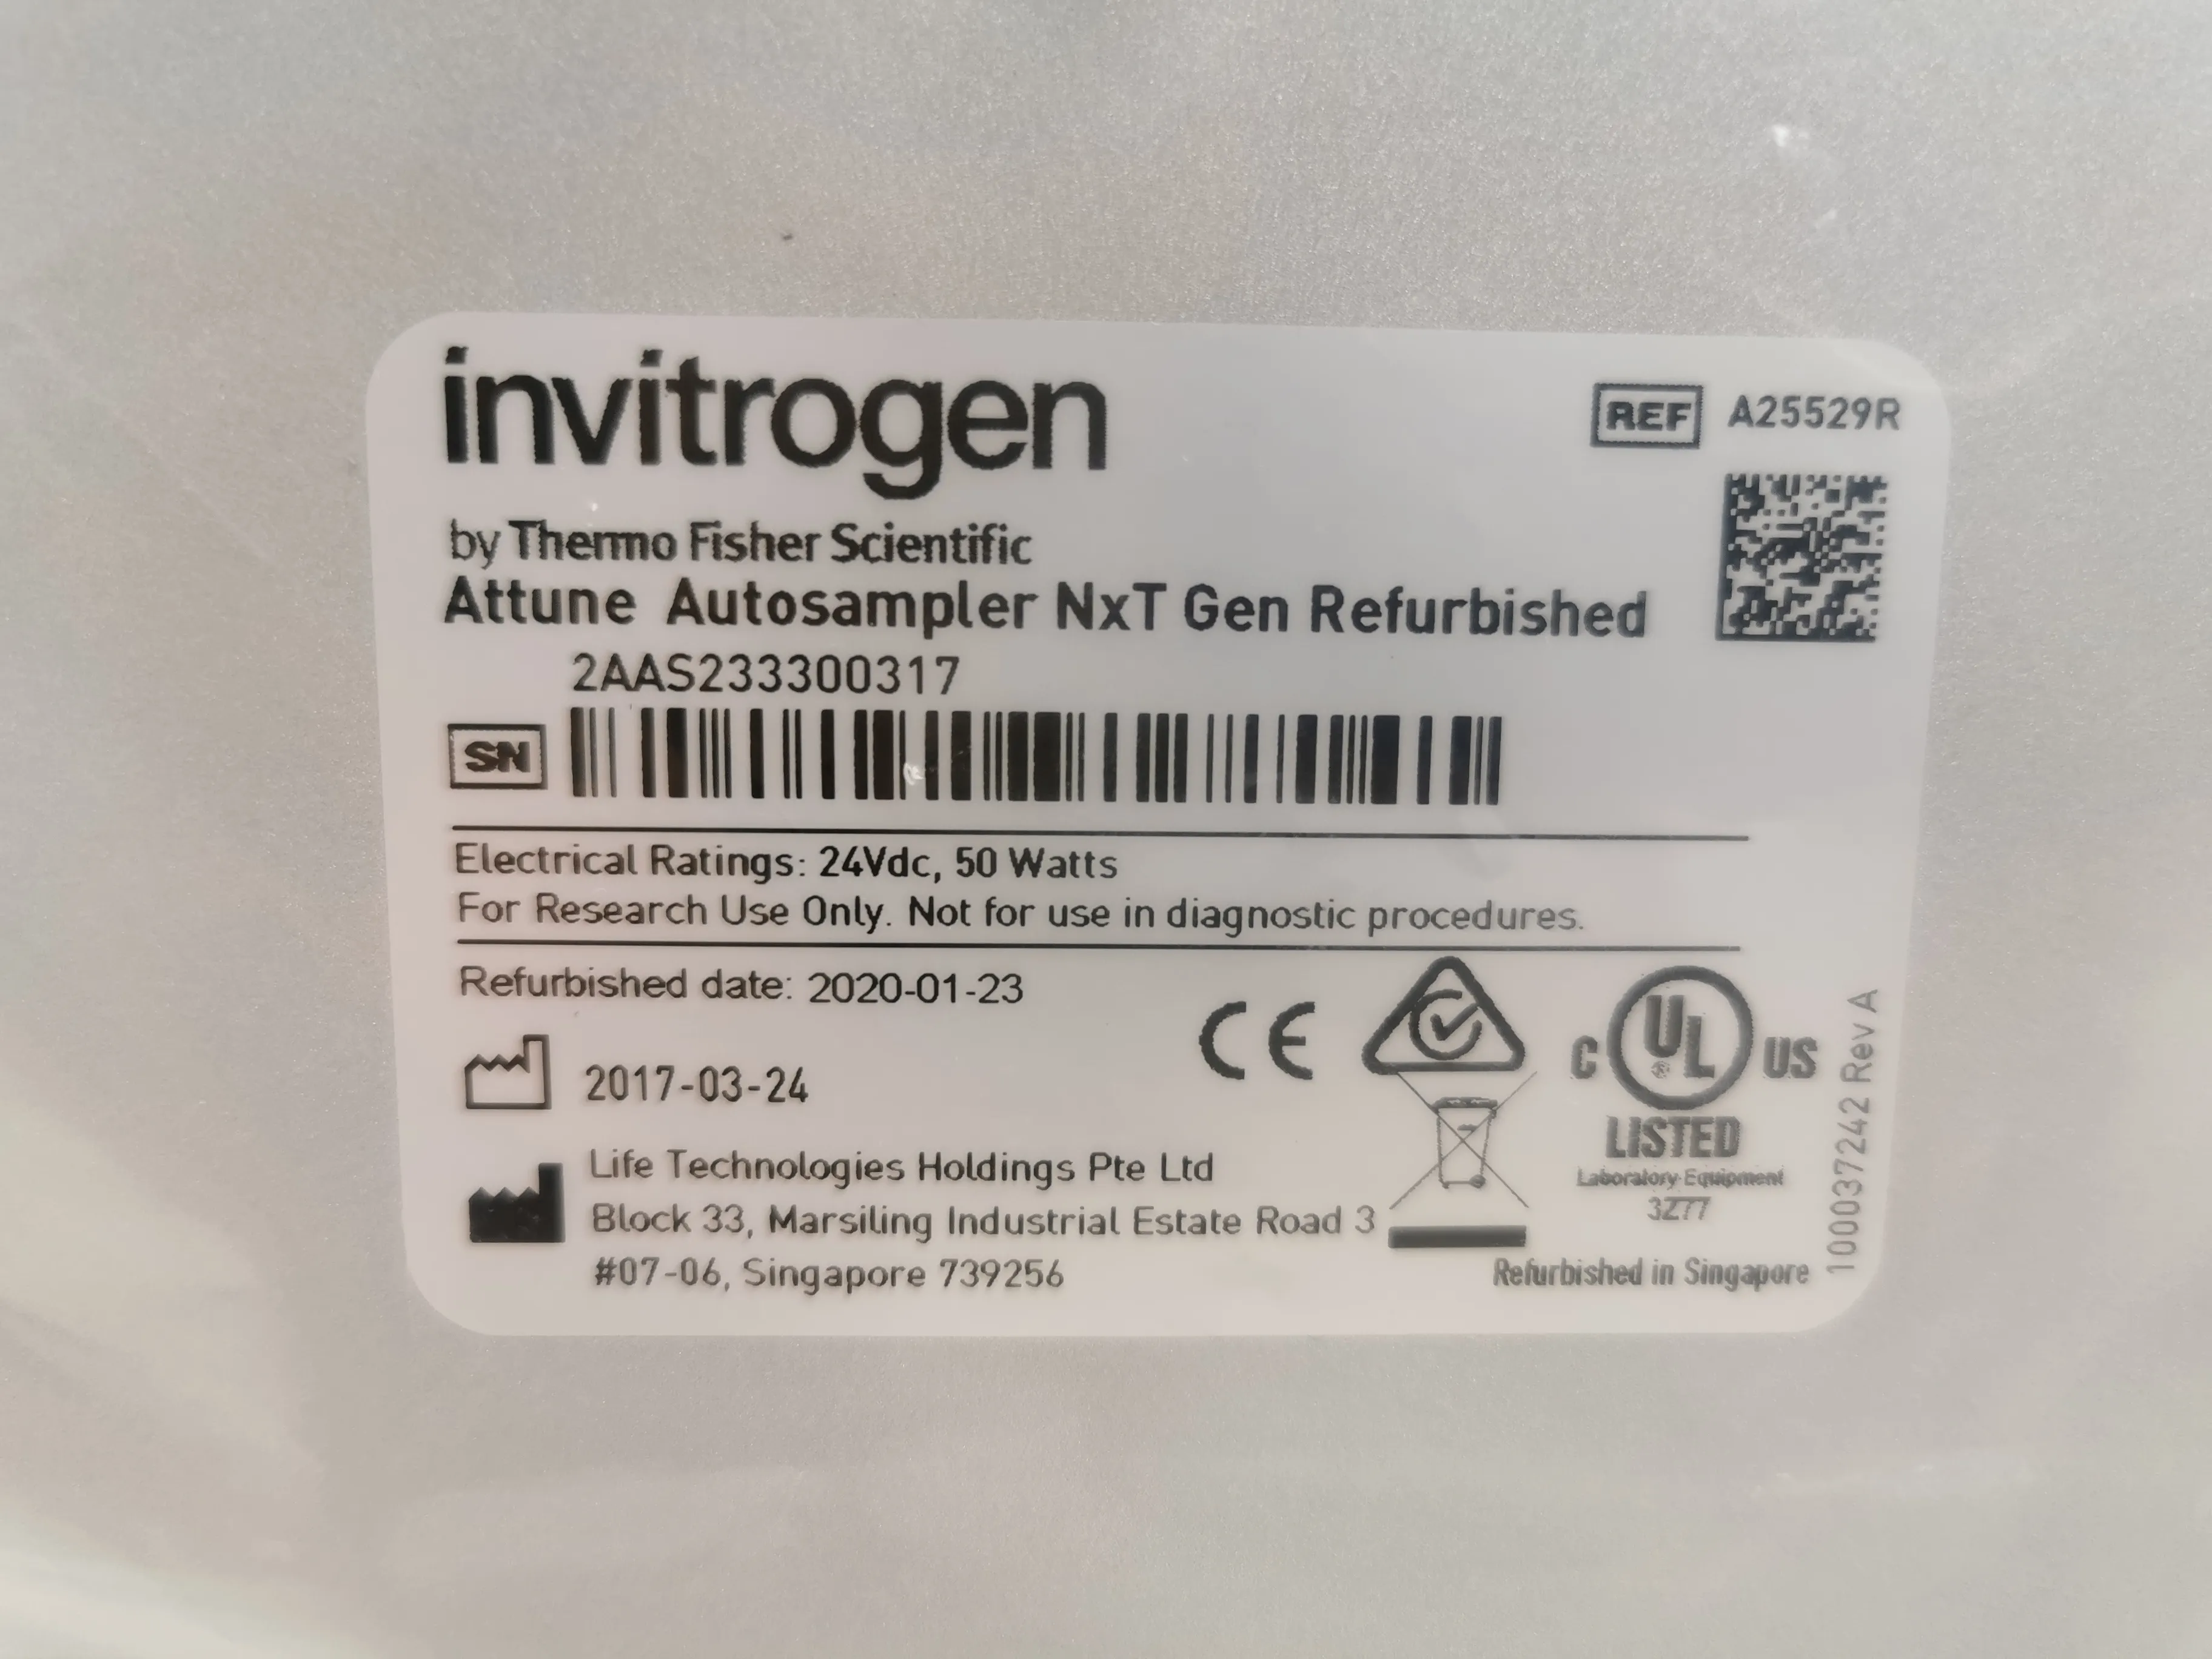 invitrogen
REF A25529R
by Thermo Fisher Scientific
Attune Autosampler NxT Gen Refurbished
2AAS233300317
SN
Electrical Ratings: 24Vdc, 50 Watts
For Research Use Only. Not for use in diagnostic procedures.
Refurbished date: 2020-01-23
2017-03-24
CE
C UL® US
LISTED
Laboratory Equipment
3Z77
Life Technologies Holdings Pte Ltd
Block 33, Marsiling Industrial Estate Road 3
#07-06, Singapore 739256
Refurbished in Singapore
100037242 Rev A